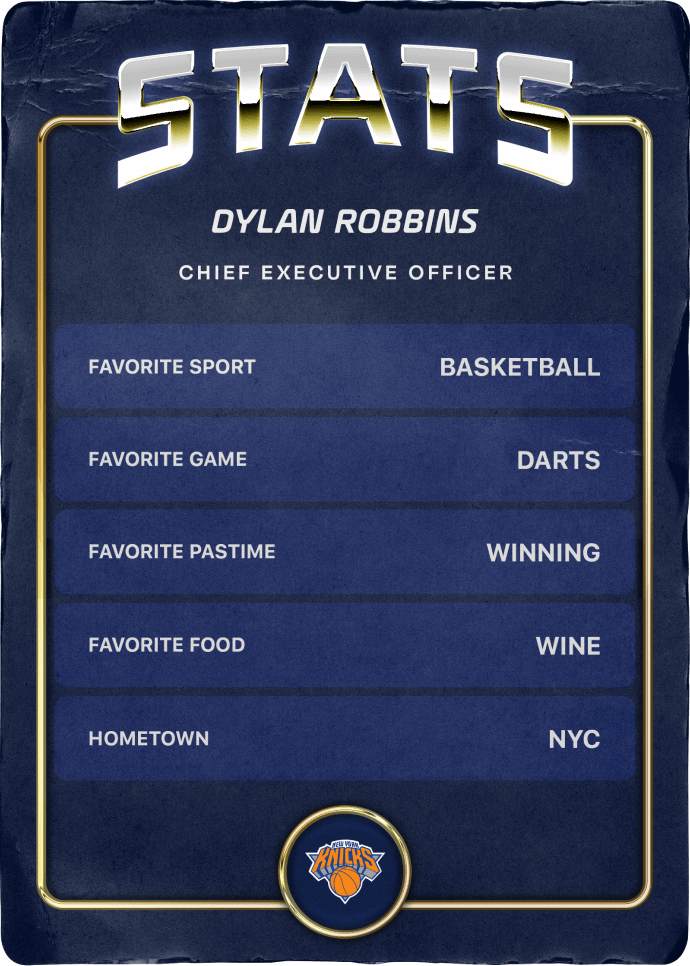 STATS
DYLAN ROBBINS
CHIEF EXECUTIVE OFFICER
FAVORITE SPORT BASKETBALL
FAVORITE GAME DARTS
FAVORITE PASTIME WINNING
FAVORITE FOOD WINE
HOMETOWN NYC
NEW YORK
KNICKS